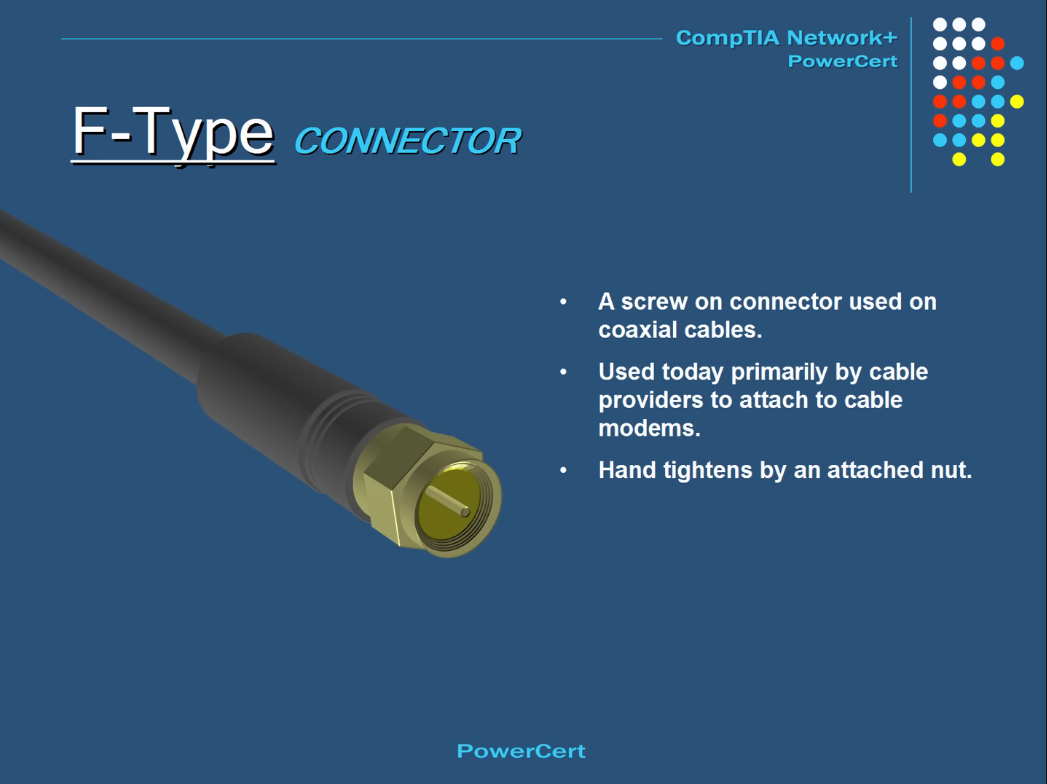 CompTIA Network+
PowerCert
F-Type CONNECTOR
• A screw on connector used on
coaxial cables.
• Used today primarily by cable
providers to attach to cable
modems.
• Hand tightens by an attached nut.
PowerCert